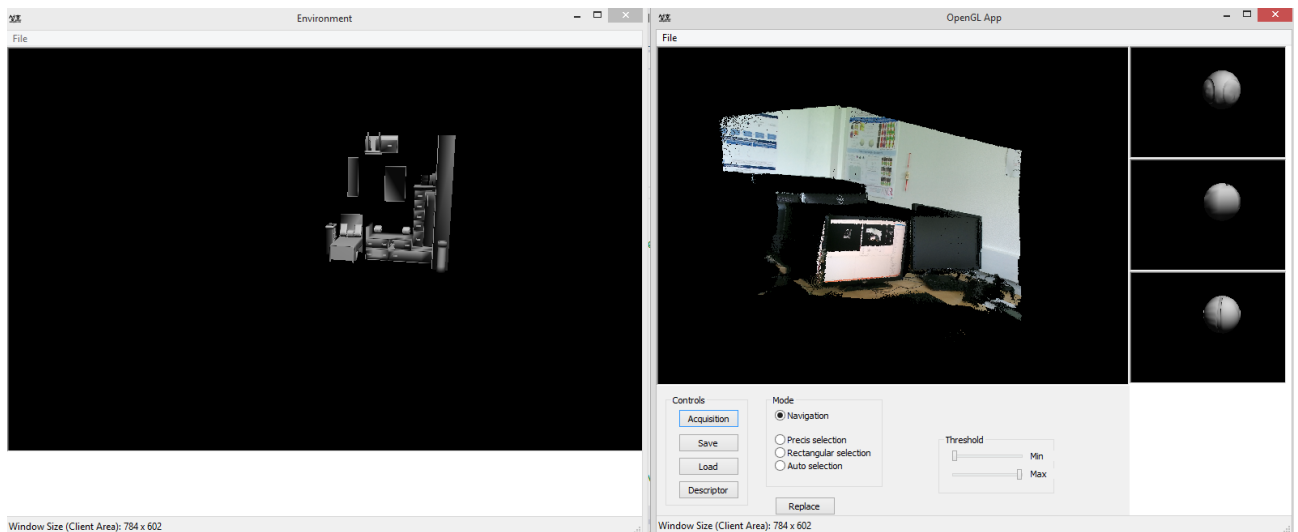 Environment
File
Window Size (Client Area): 784 x 602
OpenGL App
File
Controls
Acquisition
Save
Load
Descriptor
Mode
Navigation
Precis selection
Rectangular selection
Auto selection
Replace
Threshold
Min
Max
Window Size (Client Area): 784 x 602